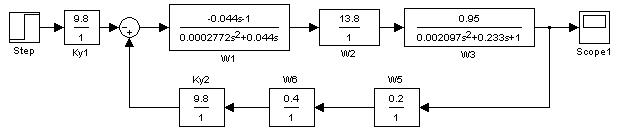 Step
9.8
1
Ky1
-0.044s-1
0.0002772s²+0.044s
W1
13.8
1
W2
0.95
0.002097s²+0.233s+1
W3
Scope1
Ky2
9.8
1
W6
0.4
1
W5
0.2
1